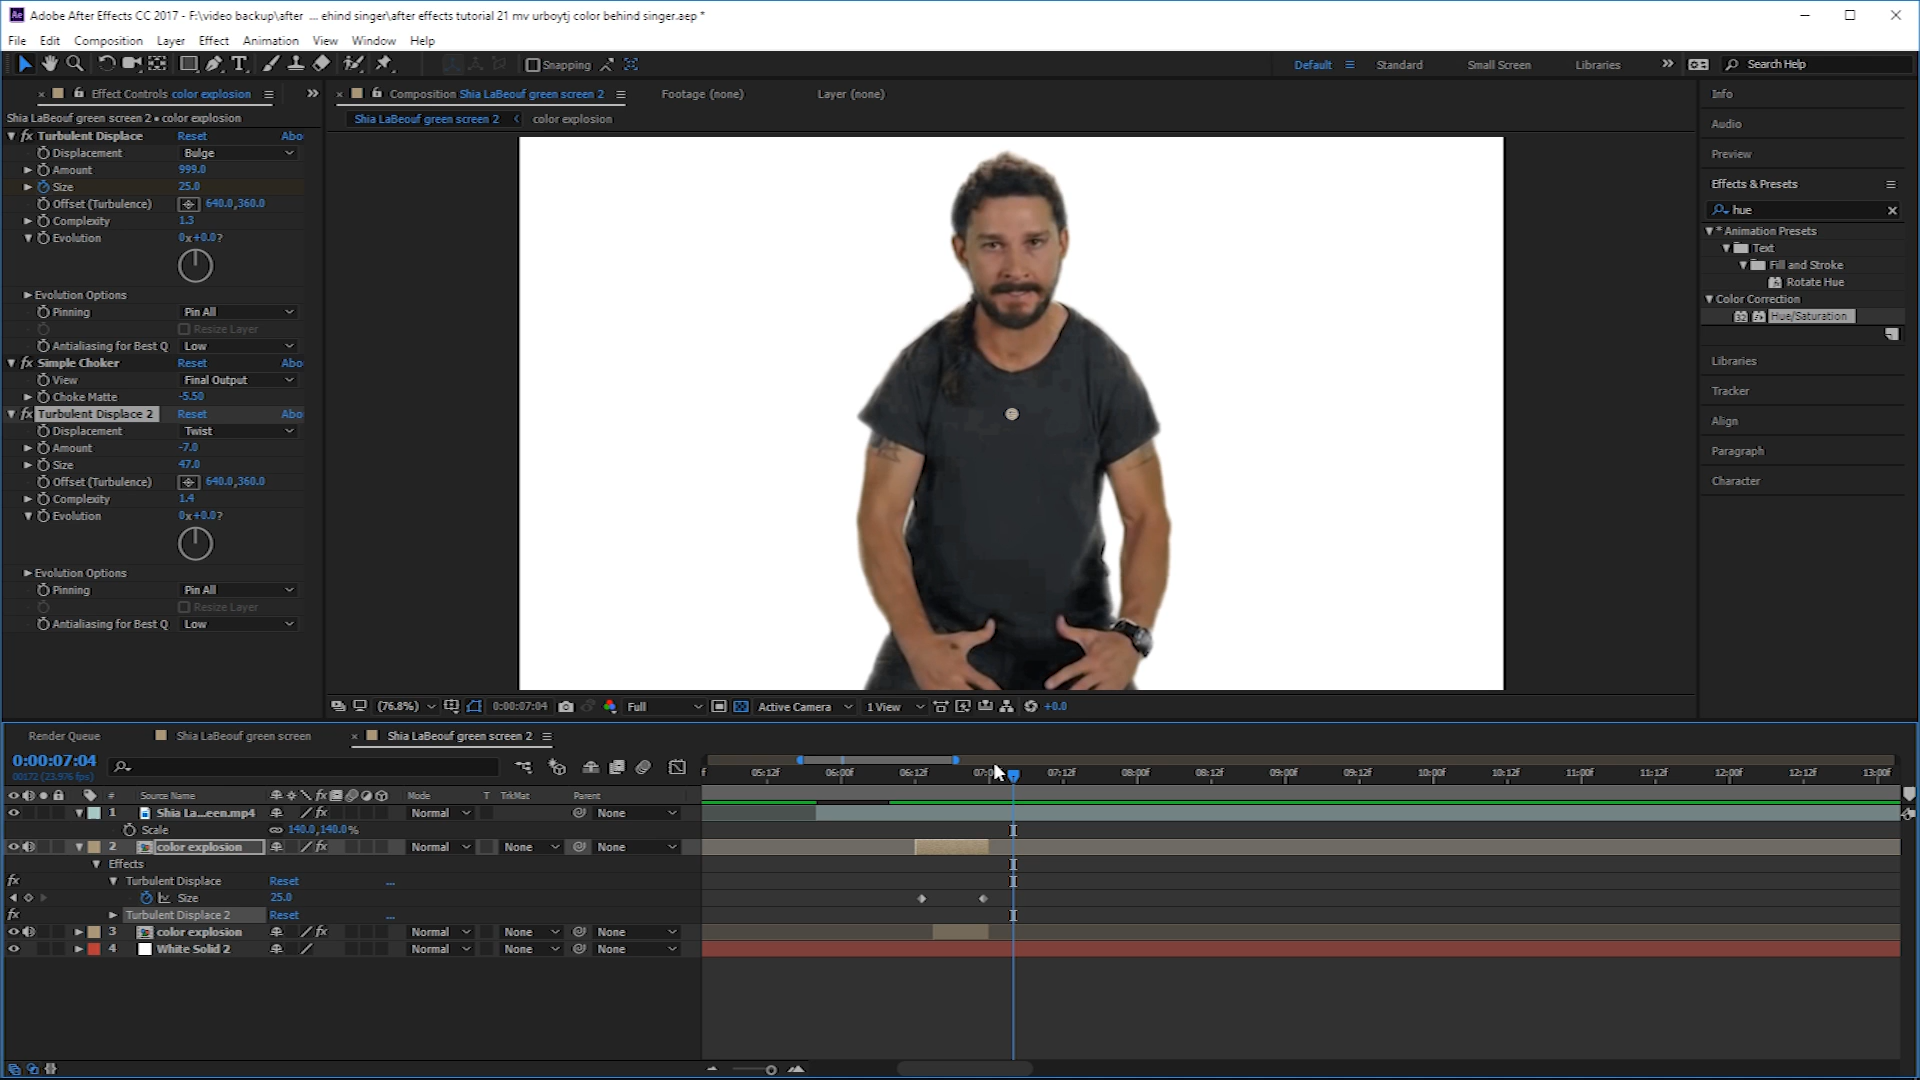 Adobe After Effects CC 2017 - F:\video backup\after ... ehind singer\after effects tutorial 21 mv urboytj color behind singer.aep *
File Edit Composition Layer Effect Animation View Window Help
Snapping Default Standard Small Screen Libraries Search Help
Effect Controls color explosion
Composition Shia LaBeouf green screen 2 Footage (none) Layer (none)
Shia LaBeouf green screen 2 color explosion
Shia LaBeouf green screen 2 • color explosion
Turbulent Displace Reset Abo
Displacement Bulge
Amount 999.0
Size 25.0
Offset (Turbulence) 640.0,360.0
Complexity 1.3
Evolution 0x+0.0?
Evolution Options
Pinning Pin All
Resize Layer
Antialiasing for Best Q Low
Simple Choker Reset Abo
View Final Output
Choke Matte -5.50
Turbulent Displace 2 Reset Abo
Displacement Twist
Amount -7.0
Size 47.0
Offset (Turbulence) 640.0,360.0
Complexity 1.4
Evolution 0x+0.0?
Evolution Options
Pinning Pin All
Resize Layer
Antialiasing for Best Q Low
Info
Audio
Preview
Effects & Presets
hue
* Animation Presets
Text
Fill and Stroke
Rotate Hue
Color Correction
Hue/Saturation
Libraries
Tracker
Align
Paragraph
Character
(76.8%) 0:00:07:04 Full Active Camera 1 View +0.0
Render Queue Shia LaBeouf green screen Shia LaBeouf green screen 2
0:00:07:04
00172 (23.976 fps)
f 05:12f 06:00f 06:12f 07:0 07:12f 08:00f 08:12f 09:00f 09:12f 10:00f 10:12f 11:00f 11:12f 12:00f 12:12f 13:00f
# Source Name Mode T TrkMat Parent
1 Shia La...een.mp4 Normal None
Scale 140.0,140.0%
2 color explosion Normal None None
Effects
Turbulent Displace Reset ...
Size 25.0
Turbulent Displace 2 Reset ...
3 color explosion Normal None None
4 White Solid 2 Normal None None